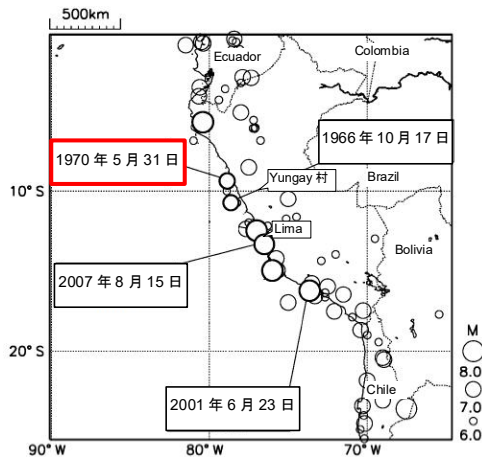 500km
Ecuador
Colombia
1970 年 5 月 31 日
1966 年 10 月 17 日
Yungay 村
10°S
Brazil
Lima
Bolivia
2007 年 8 月 15 日
M
8.0
20°S
7.0
Chile
6.0
2001 年 6 月 23 日
90°W
80°W
70°W